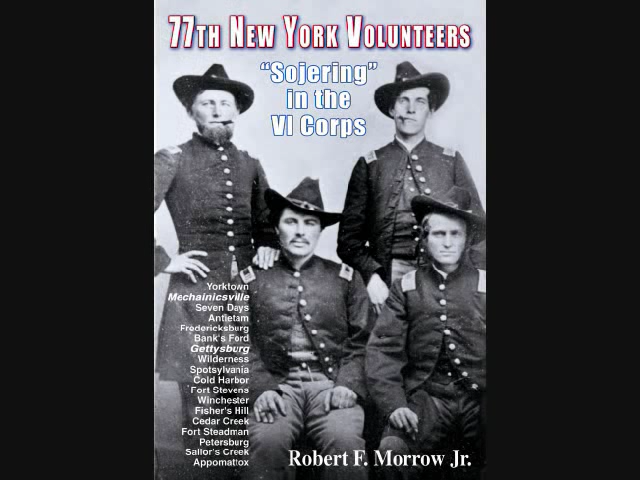 77TH NEW YORK VOLUNTEERS
"Sojering"
in the
VI Corps
Yorktown
Mechainicsville
Seven Days
Antietam
Fredericksburg
Bank's Ford
Gettysburg
Wilderness
Spotsylvania
Cold Harbor
Fort Stevens
Winchester
Fisher's Hill
Cedar Creek
Fort Steadman
Petersburg
Sailor's Creek
Appomattox
Robert F. Morrow Jr.